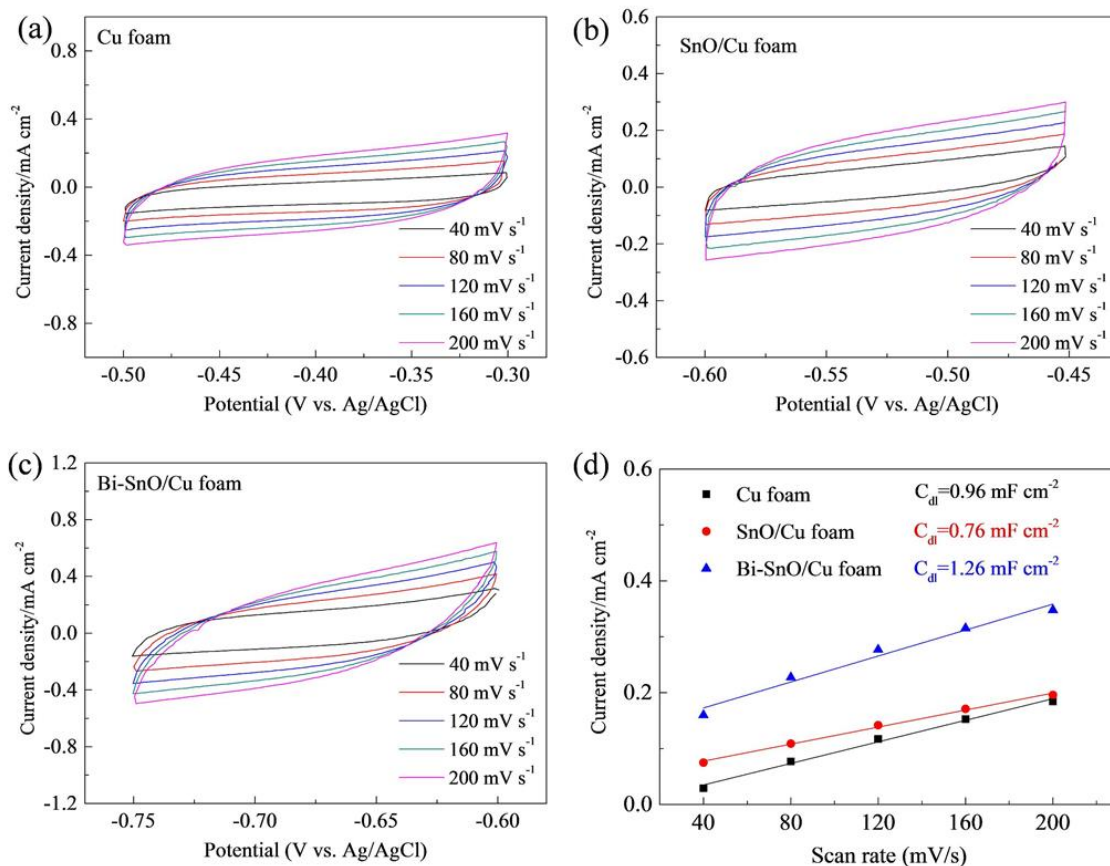 (a)
Cu foam
0.8
0.4
0.0
-0.4
-0.8
Current density/mA cm⁻²
40 mV s⁻¹
80 mV s⁻¹
120 mV s⁻¹
160 mV s⁻¹
200 mV s⁻¹
-0.50 -0.45 -0.40 -0.35 -0.30
Potential (V vs. Ag/AgCl)
(b)
SnO/Cu foam
0.6
0.4
0.2
0.0
-0.2
-0.4
-0.6
Current density/mA cm⁻²
40 mV s⁻¹
80 mV s⁻¹
120 mV s⁻¹
160 mV s⁻¹
200 mV s⁻¹
-0.60 -0.55 -0.50 -0.45
Potential (V vs. Ag/AgCl)
(c)
Bi-SnO/Cu foam
1.2
0.8
0.4
0.0
-0.4
-0.8
-1.2
Current density/mA cm⁻²
40 mV s⁻¹
80 mV s⁻¹
120 mV s⁻¹
160 mV s⁻¹
200 mV s⁻¹
-0.75 -0.70 -0.65 -0.60
Potential (V vs. Ag/AgCl)
(d)
Cu foam C_dl=0.96 mF cm⁻²
SnO/Cu foam C_dl=0.76 mF cm⁻²
Bi-SnO/Cu foam C_dl=1.26 mF cm⁻²
0.6
0.4
0.2
0.0
Current density/mA cm⁻²
40 80 120 160 200
Scan rate (mV/s)